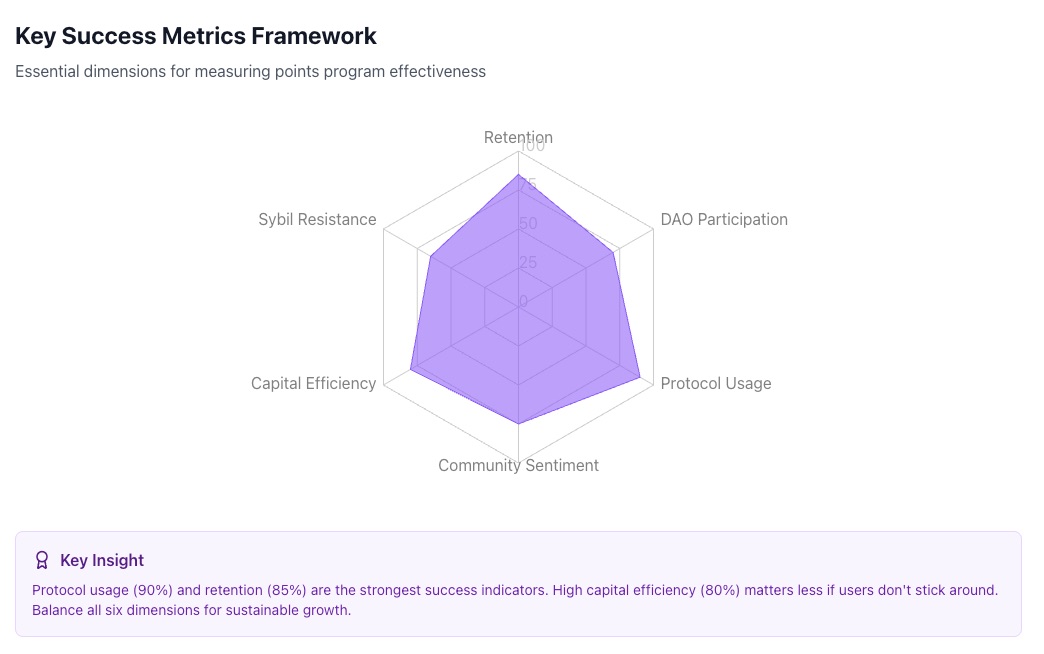 Key Success Metrics Framework
Essential dimensions for measuring points program effectiveness
Retention
100
75
50
25
0
Sybil Resistance
DAO Participation
Capital Efficiency
Protocol Usage
Community Sentiment
Key Insight
Protocol usage (90%) and retention (85%) are the strongest success indicators. High capital efficiency (80%) matters less if users don't stick around.
Balance all six dimensions for sustainable growth.